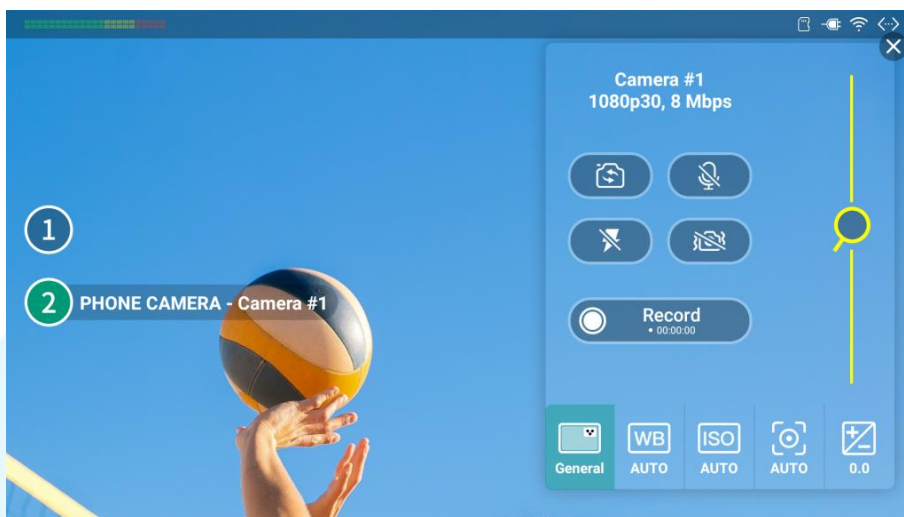 Camera #1
1080p30, 8 Mbps
1
2
PHONE CAMERA - Camera #1
Record
• 00:00:00
General
WB
AUTO
ISO
AUTO
AUTO
0.0